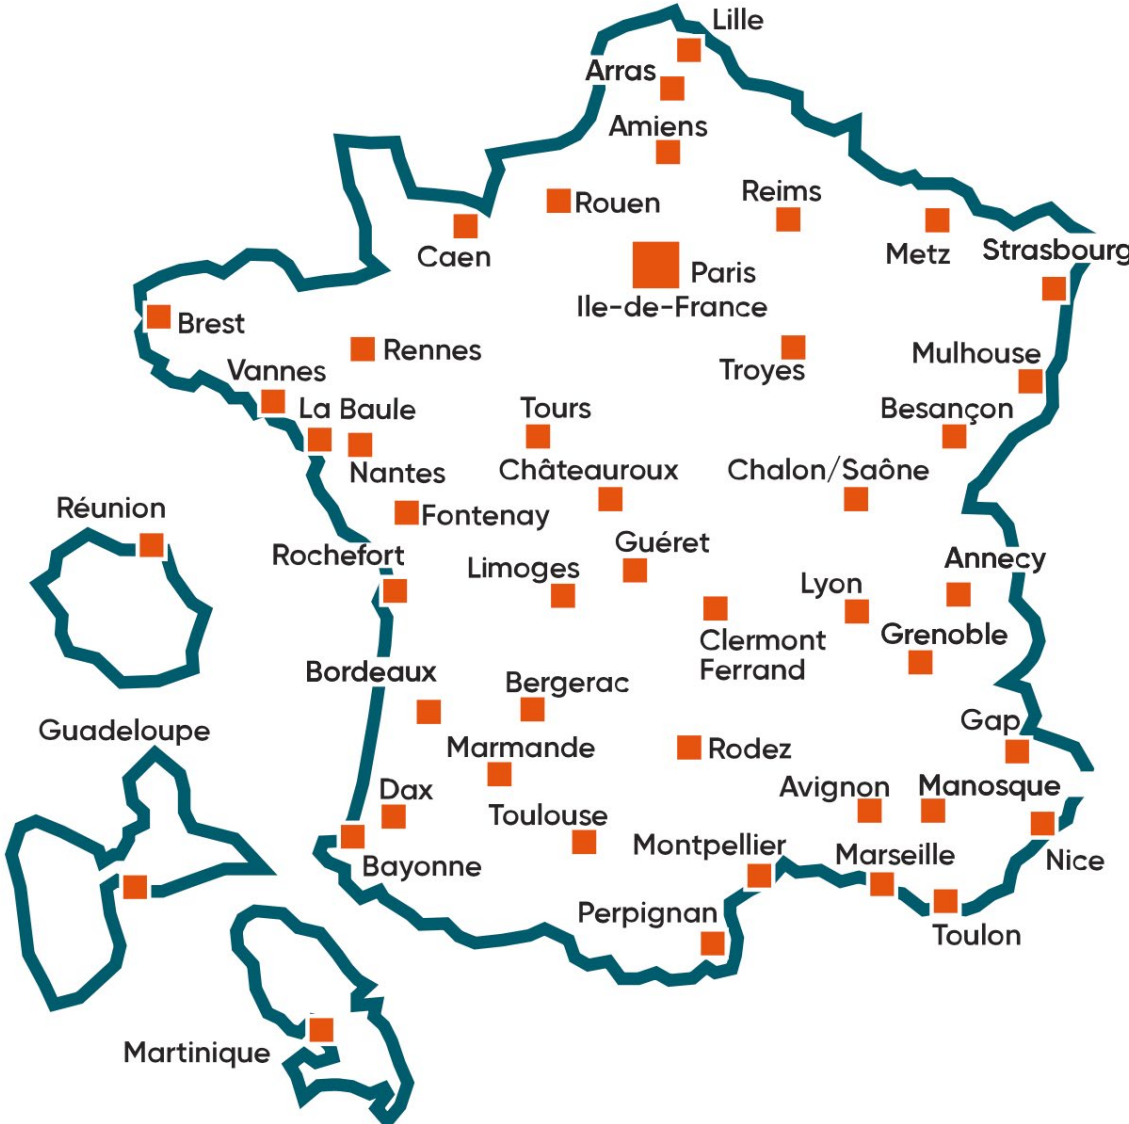 Lille
Arras
Amiens
Rouen
Reims
Caen
Metz
Strasbourg
Paris
Ile-de-France
Brest
Rennes
Troyes
Mulhouse
Vannes
La Baule
Tours
Besançon
Nantes
Châteauroux
Chalon/Saône
Réunion
Fontenay
Rochefort
Guéret
Limoges
Annecy
Lyon
Clermont
Ferrand
Grenoble
Bordeaux
Bergerac
Guadeloupe
Gap
Marmande
Rodez
Dax
Avignon
Manosque
Toulouse
Montpellier
Marseille
Nice
Bayonne
Perpignan
Toulon
Martinique